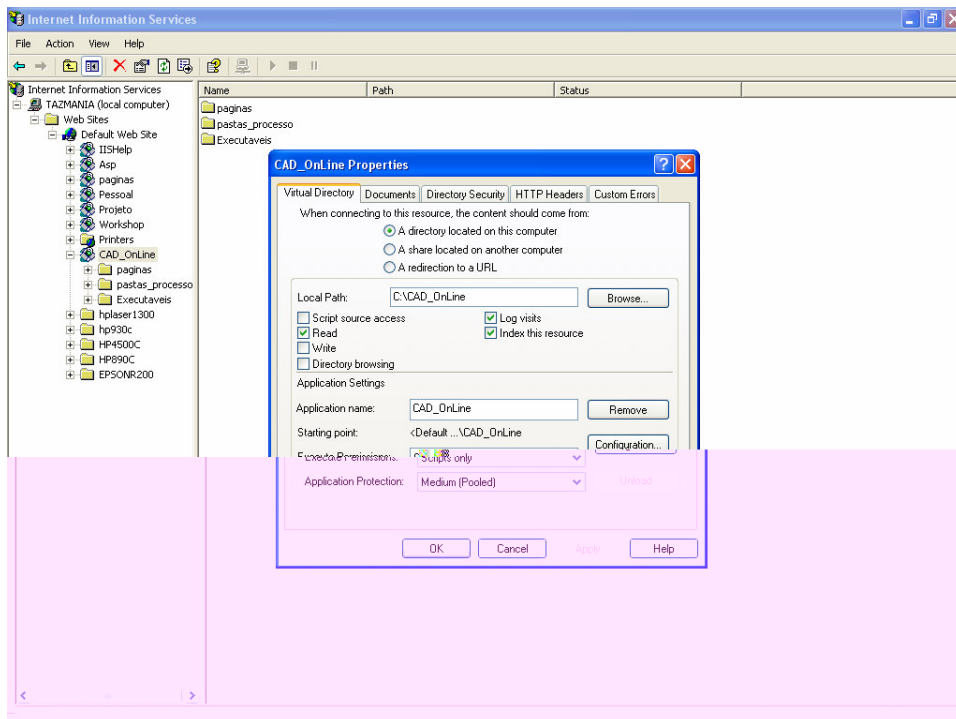 Internet Information Services
File Action View Help
Internet Information Services
TAZMANIA (local computer)
Web Sites
Default Web Site
IISHelp
Asp
paginas
Pessoal
Projeto
Workshop
Printers
CAD_OnLine
paginas
pastas_processo
Executaveis
hplaser1300
hp930c
HP4500C
HP890C
EPSONR200
Name Path Status
paginas
pastas_processo
Executaveis
CAD_OnLine Properties
Virtual Directory Documents Directory Security HTTP Headers Custom Errors
When connecting to this resource, the content should come from:
A directory located on this computer
A share located on another computer
A redirection to a URL
Local Path: C:\CAD_OnLine Browse...
Script source access Log visits
Read Index this resource
Write
Directory browsing
Application Settings
Application name: CAD_OnLine Remove
Starting point: <Default ...\CAD_OnLine
Configuration...
Execute Permissions: Scripts only
Application Protection: Medium (Pooled) Unload
OK Cancel Apply Help